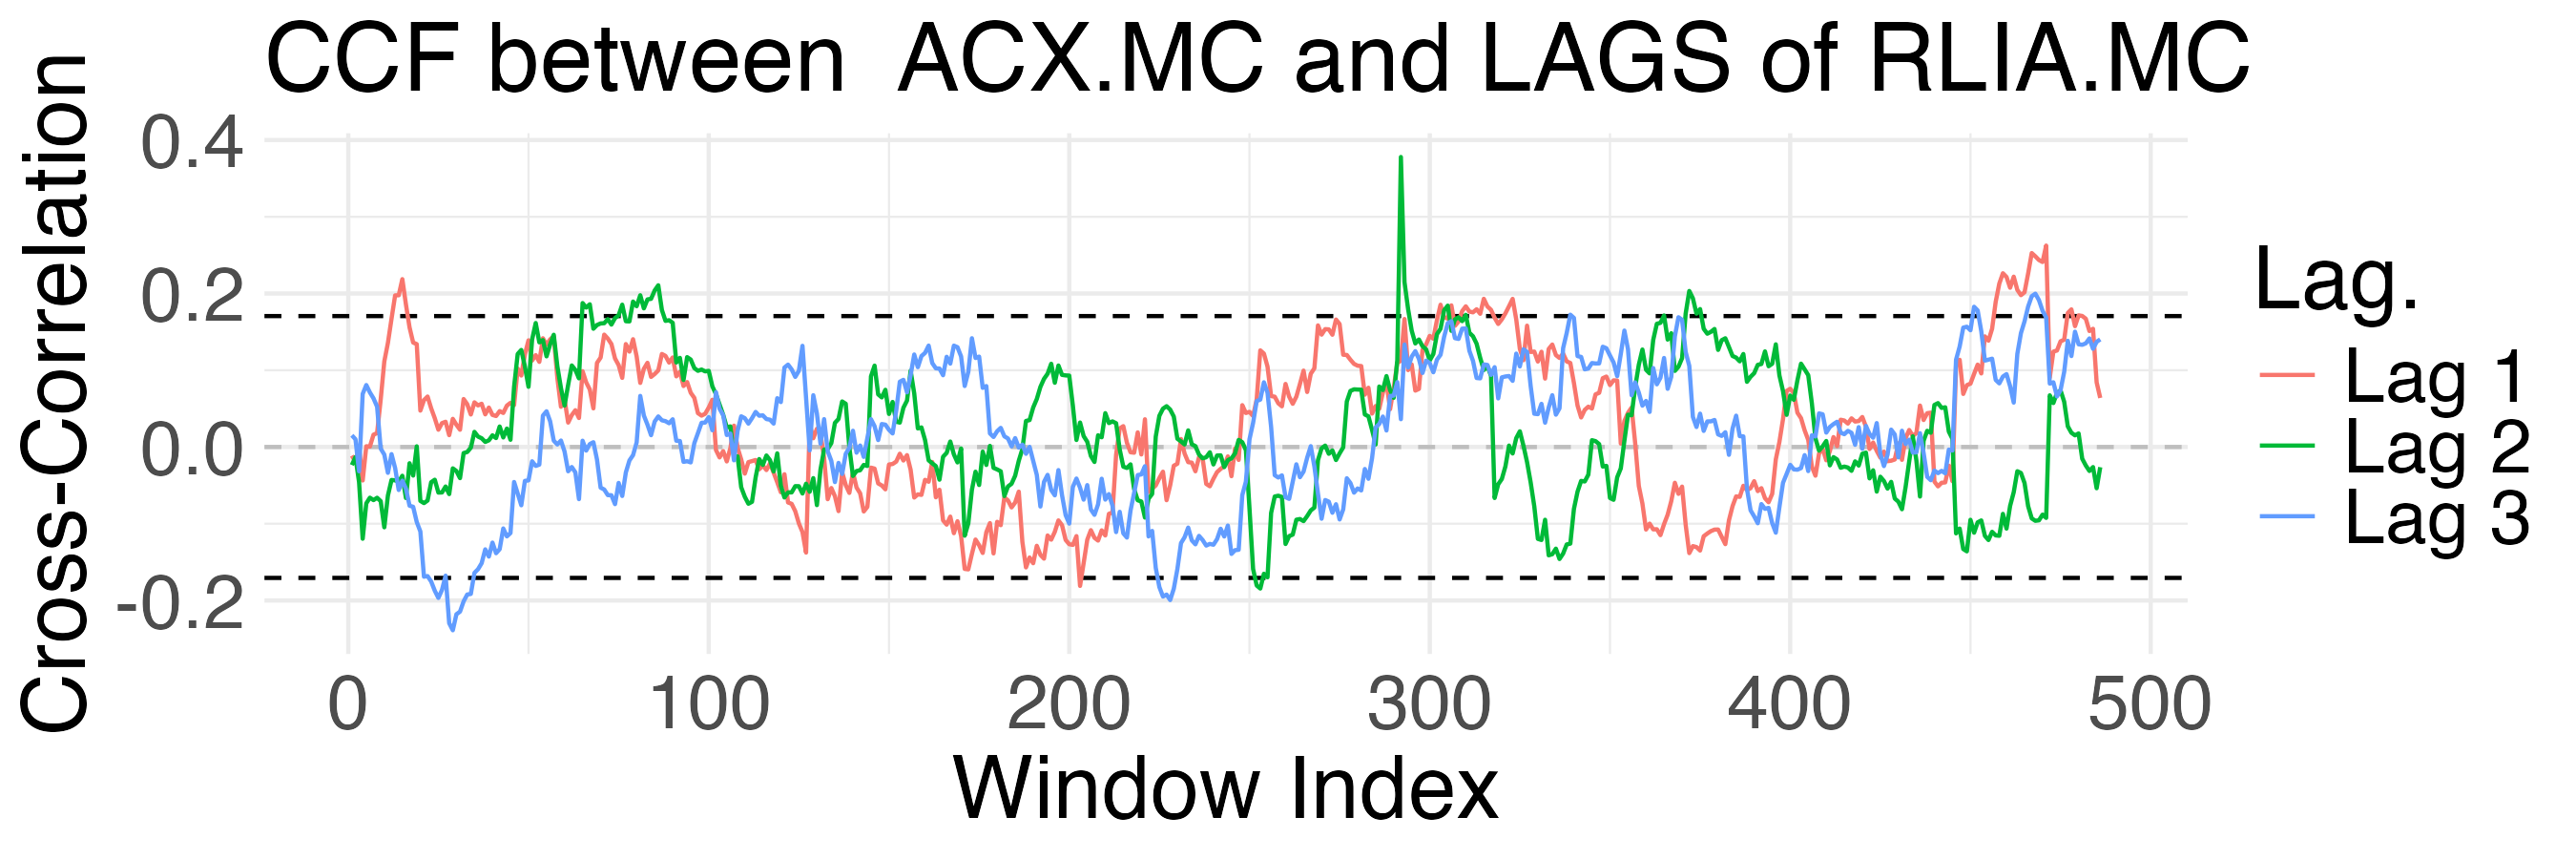 CCF between  ACX.MC and LAGS of RLIA.MC
Cross-Correlation
0.4
0.2
0.0
-0.2
0 100 200 300 400 500
Window Index
Lag.
Lag 1
Lag 2
Lag 3